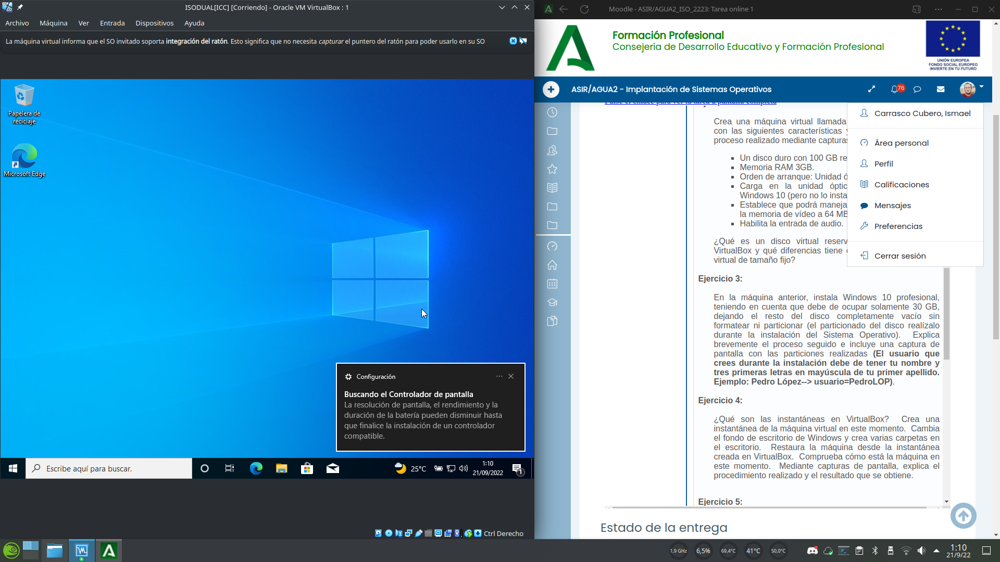 ISODUAL[ICC] [Corriendo] - Oracle VM VirtualBox : 1
Archivo Máquina Ver Entrada Dispositivos Ayuda
La máquina virtual informa que el SO invitado soporta integración del ratón. Esto significa que no necesita capturar el puntero del ratón para poder usarlo en su SO
Papelera de
reciclaje
Microsoft Edge
Configuración
Buscando el Controlador de pantalla
La resolución de pantalla, el rendimiento y la
duración de la batería pueden disminuir hasta
que finalice la instalación de un controlador
compatible.
Escribe aquí para buscar.
25°C
1:10
21/09/2022
1
Ctrl Derecho
Moodle - ASIR/AGUA2_ISO_2223: Tarea online 1
Formación Profesional
Consejería de Desarrollo Educativo y Formación Profesional
UNIÓN EUROPEA
FONDO SOCIAL EUROPEO
INVIERTE EN TU FUTURO
ASIR/AGUA2 - Implantación de Sistemas Operativos
76
Pulse el enlace para ver la tarea a pantalla completa
Crea una máquina virtual llamada
con las siguientes características y
proceso realizado mediante capturas
Un disco duro con 100 GB re
Memoria RAM 3GB.
Orden de arranque: Unidad ó
Carga en la unidad óptic
Windows 10 (pero no lo insta
Establece que podrá maneja
la memoria de vídeo a 64 MB
Habilita la entrada de audio.
¿Qué es un disco virtual reserv
VirtualBox y qué diferencias tiene
virtual de tamaño fijo?
Carrasco Cubero, Ismael
Área personal
Perfil
Calificaciones
Mensajes
Preferencias
Cerrar sesión
Ejercicio 3:
En la máquina anterior, instala Windows 10 profesional,
teniendo en cuenta que debe de ocupar solamente 30 GB,
dejando el resto del disco completamente vacío sin
formatear ni particionar (el particionado del disco realízalo
durante la instalación del Sistema Operativo). Explica
brevemente el proceso seguido e incluye una captura de
pantalla con las particiones realizadas (El usuario que
crees durante la instalación debe de tener tu nombre y
tres primeras letras en mayúscula de tu primer apellido.
Ejemplo: Pedro López--> usuario=PedroLOP).
Ejercicio 4:
¿Qué son las instantáneas en VirtualBox? Crea una
instantánea de la máquina virtual en este momento. Cambia
el fondo de escritorio de Windows y crea varias carpetas en
el escritorio. Restaura la máquina desde la instantánea
creada en VirtualBox. Comprueba cómo está la máquina en
este momento. Mediante capturas de pantalla, explica el
procedimiento realizado y el resultado que se obtiene.
Ejercicio 5:
Estado de la entrega
1,9 GHz 6,5% 69,4°C 41°C 50,0°C
1:10
21/9/22